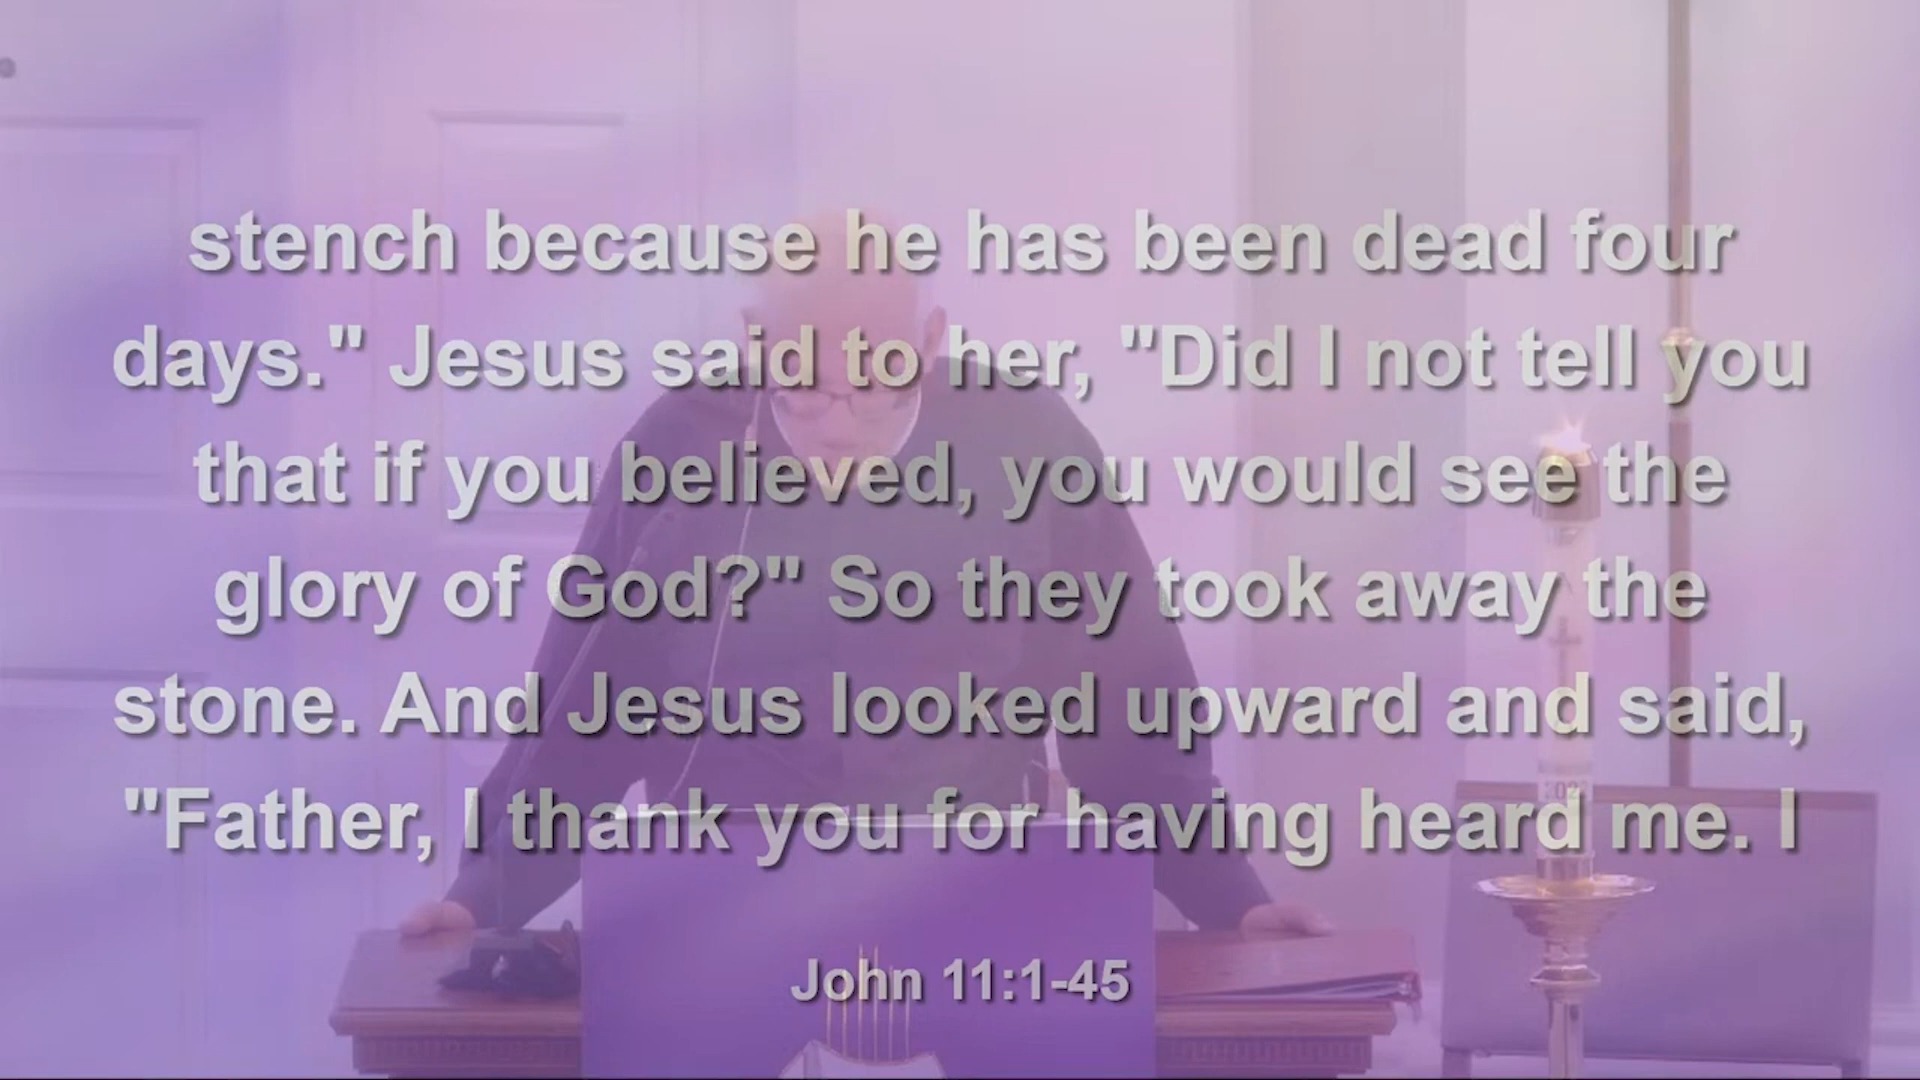 stench because he has been dead four
days." Jesus said to her, "Did I not tell you
that if you believed, you would see the
glory of God?" So they took away the
stone. And Jesus looked upward and said,
"Father, I thank you for having heard me. I
John 11:1-45